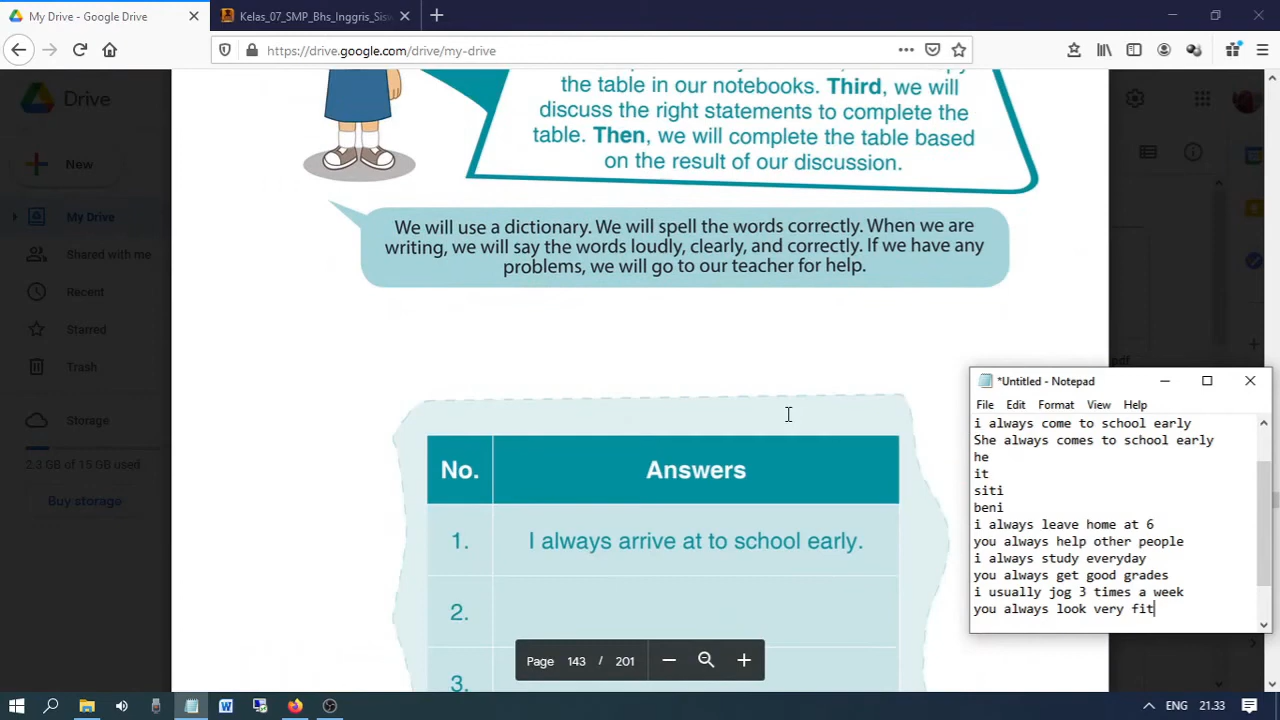 My Drive - Google Drive
Kelas_07_SMP_Bhs_Inggris_Sisw
https://drive.google.com/drive/my-drive
Drive
New
My Drive
Shared with me
Recent
Starred
Trash
Storage
2.3 GB of 15 GB used
Buy storage
the table in our notebooks. Third, we will
discuss the right statements to complete the
table. Then, we will complete the table based
on the result of our discussion.
We will use a dictionary. We will spell the words correctly. When we are
writing, we will say the words loudly, clearly, and correctly. If we have any
problems, we will go to our teacher for help.
No. Answers
1. I always arrive at to school early.
2.
3.
Page 143 / 201
pdf
*Untitled - Notepad
File Edit Format View Help
i always come to school early
She always comes to school early
he
it
siti
beni
i always leave home at 6
you always help other people
i always study everyday
you always get good grades
i usually jog 3 times a week
you always look very fit
ENG 21.33